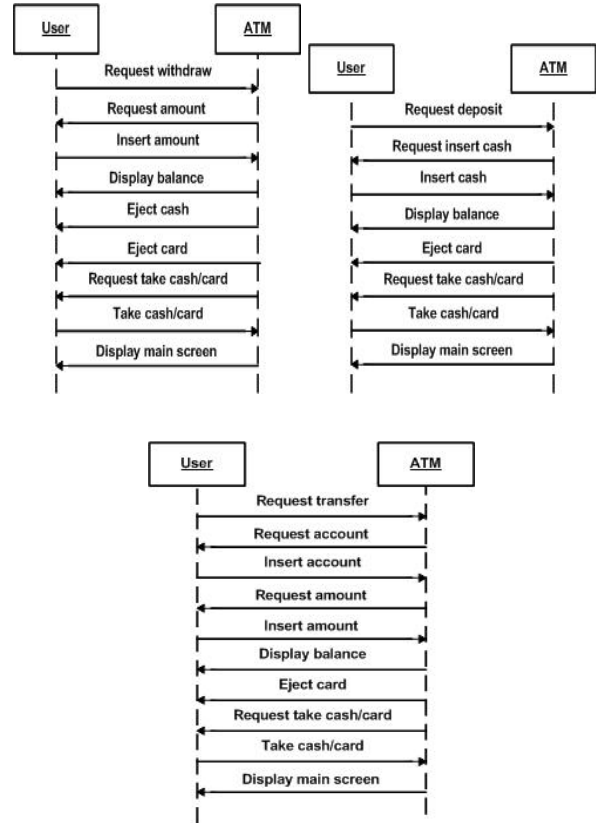 User
ATM
Request withdraw
Request amount
Insert amount
Display balance
Eject cash
Eject card
Request take cash/card
Take cash/card
Display main screen
User
ATM
Request deposit
Request insert cash
Insert cash
Display balance
Eject card
Request take cash/card
Take cash/card
Display main screen
User
ATM
Request transfer
Request account
Insert account
Request amount
Insert amount
Display balance
Eject card
Request take cash/card
Take cash/card
Display main screen